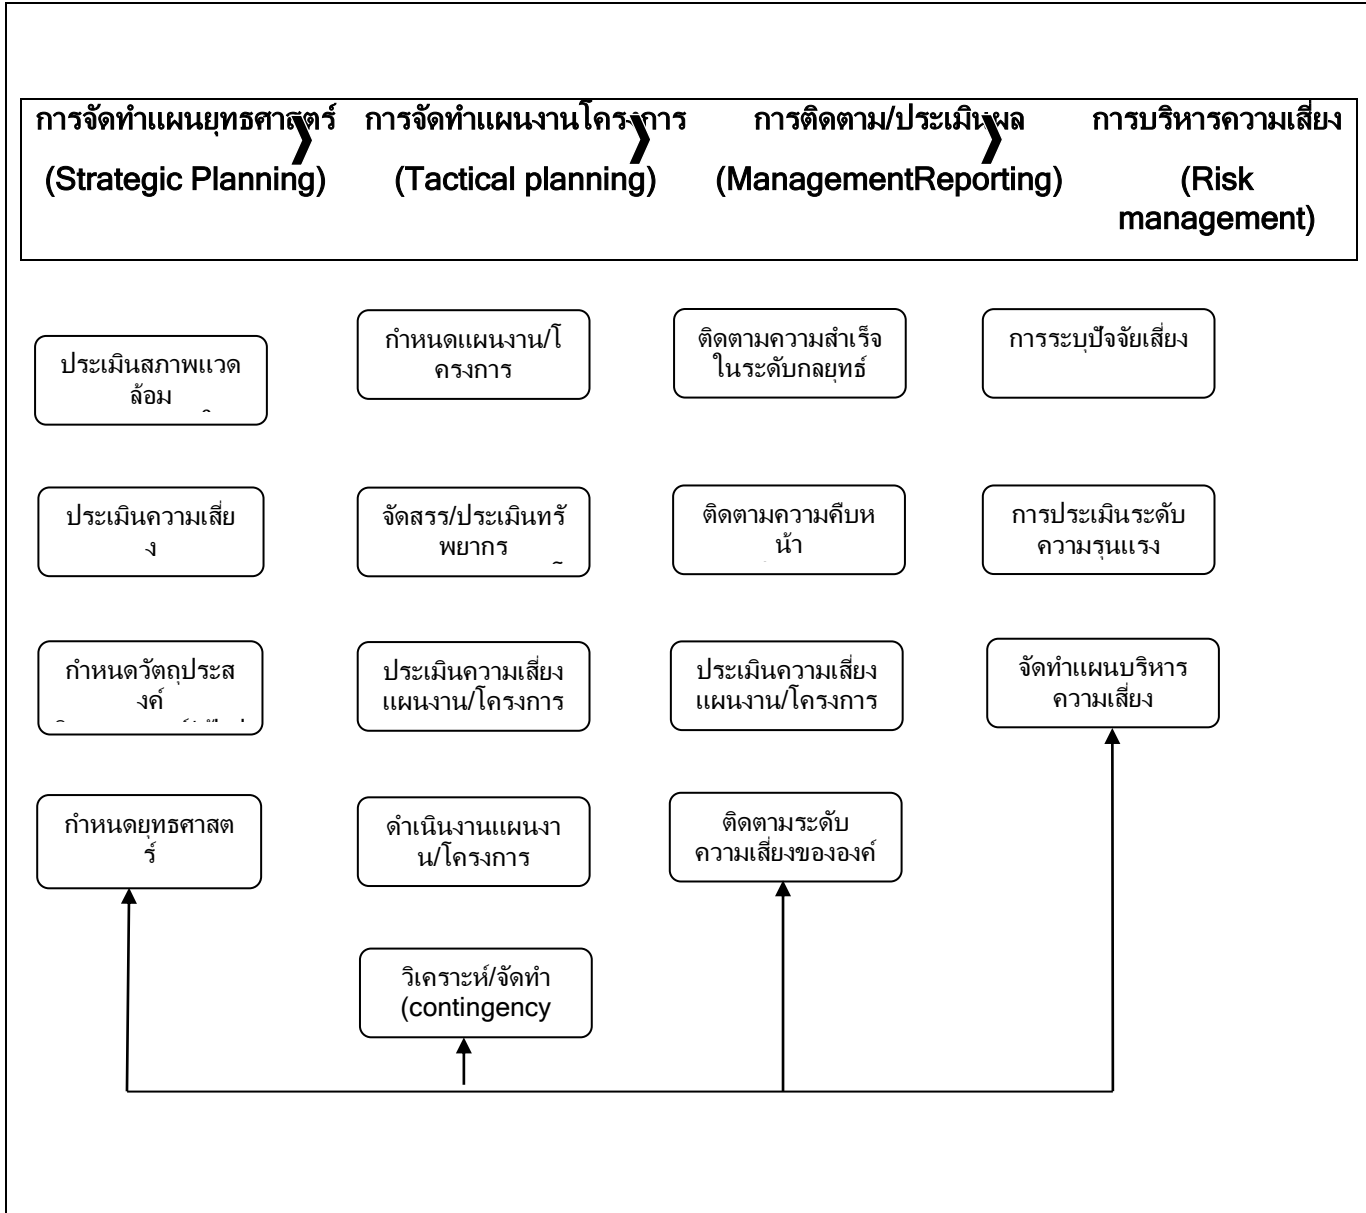 การจัดทำแผนยุทธศาสตร์
(Strategic Planning)
การจัดทำแผนงานโครงการ
(Tactical planning)
การติดตาม/ประเมินผล
(ManagementReporting)
การบริหารความเสี่ยง
(Risk
management)
ประเมินสภาพแวด
ล้อม
ประเมินความเสี่ย
ง
กำหนดวัตถุประส
งค์
กำหนดยุทธศาสต
ร์
กำหนดแผนงาน/โ
ครงการ
จัดสรร/ประเมินทรั
พยากร
ประเมินความเสี่ยง
แผนงาน/โครงการ
ดำเนินงานแผนงา
น/โครงการ
วิเคราะห์/จัดทำ
(contingency
ติดตามความสำเร็จ
ในระดับกลยุทธ์
ติดตามความคืบห
น้า
ประเมินความเสี่ยง
แผนงาน/โครงการ
ติดตามระดับ
ความเสี่ยงขององค์
การระบุปัจจัยเสี่ยง
การประเมินระดับ
ความรุนแรง
จัดทำแผนบริหาร
ความเสี่ยง